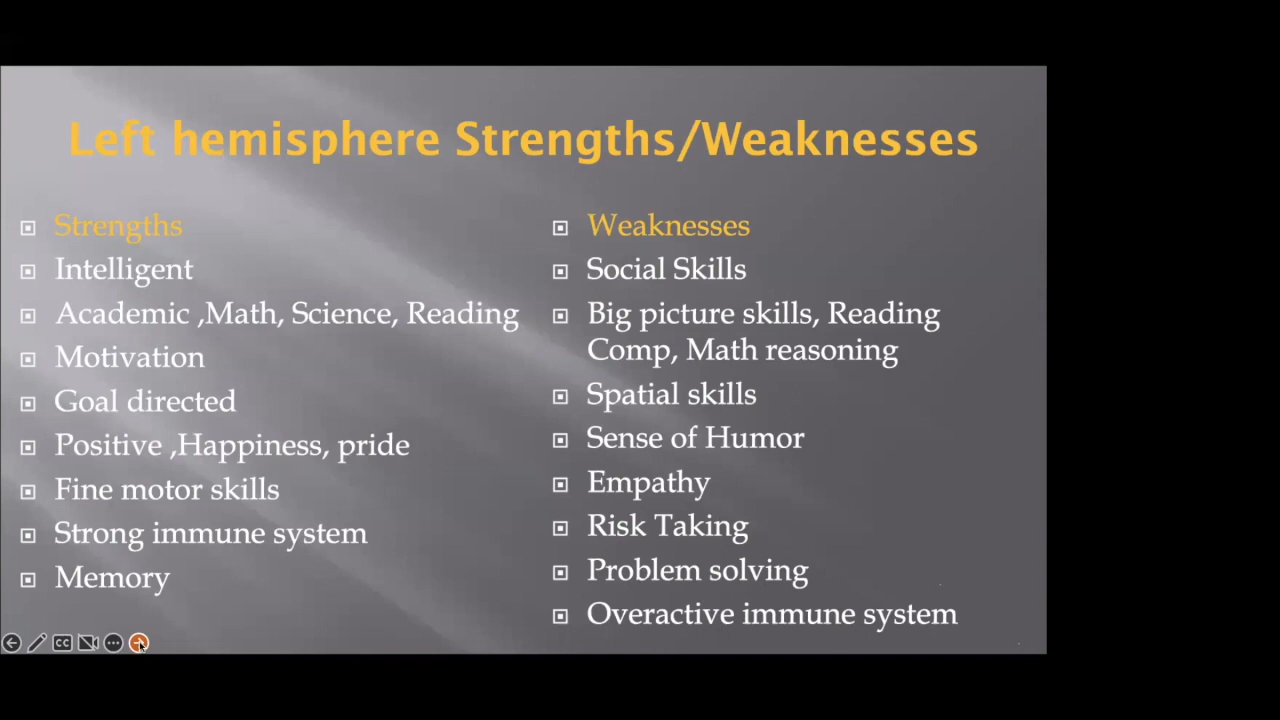 Left hemisphere Strengths/Weaknesses
Strengths
Intelligent
Academic ,Math, Science, Reading
Motivation
Goal directed
Positive ,Happiness, pride
Fine motor skills
Strong immune system
Memory
Weaknesses
Social Skills
Big picture skills, Reading
Comp, Math reasoning
Spatial skills
Sense of Humor
Empathy
Risk Taking
Problem solving
Overactive immune system
CC